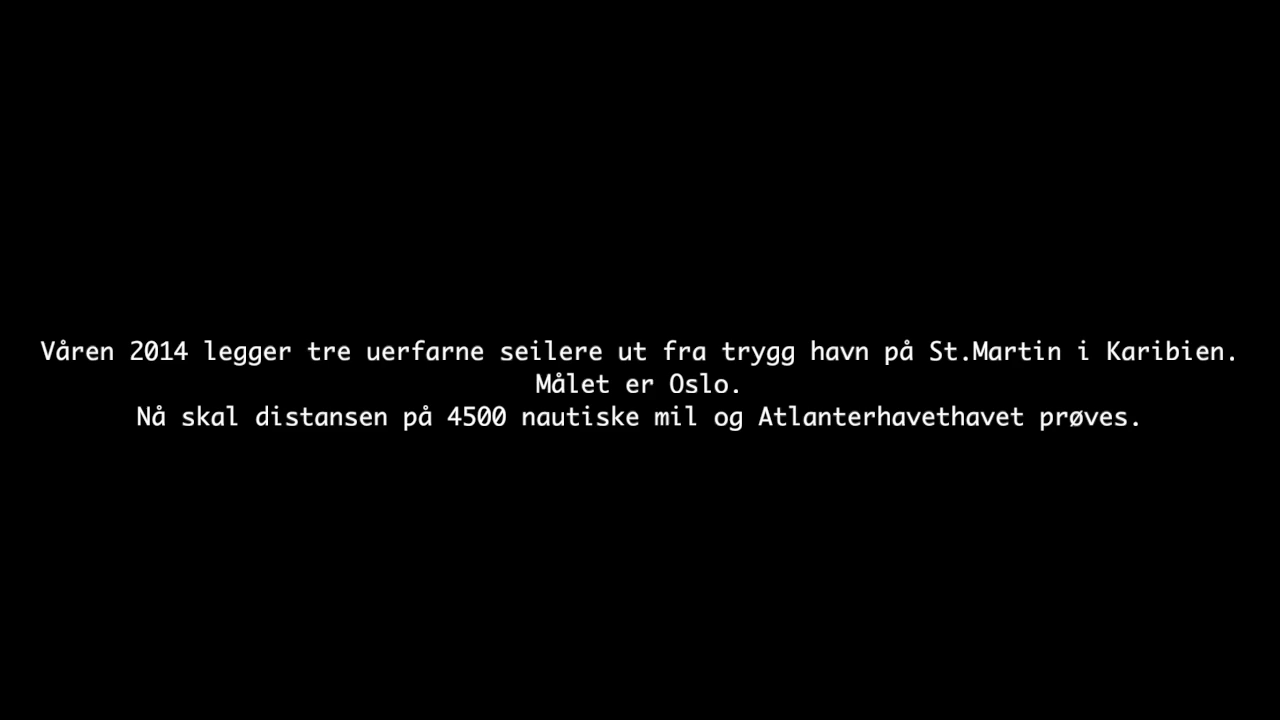 Våren 2014 legger tre uerfarne seilere ut fra trygg havn på St.Martin i Karibien.
Målet er Oslo.
Nå skal distansen på 4500 nautiske mil og Atlanterhavethavet prøves.